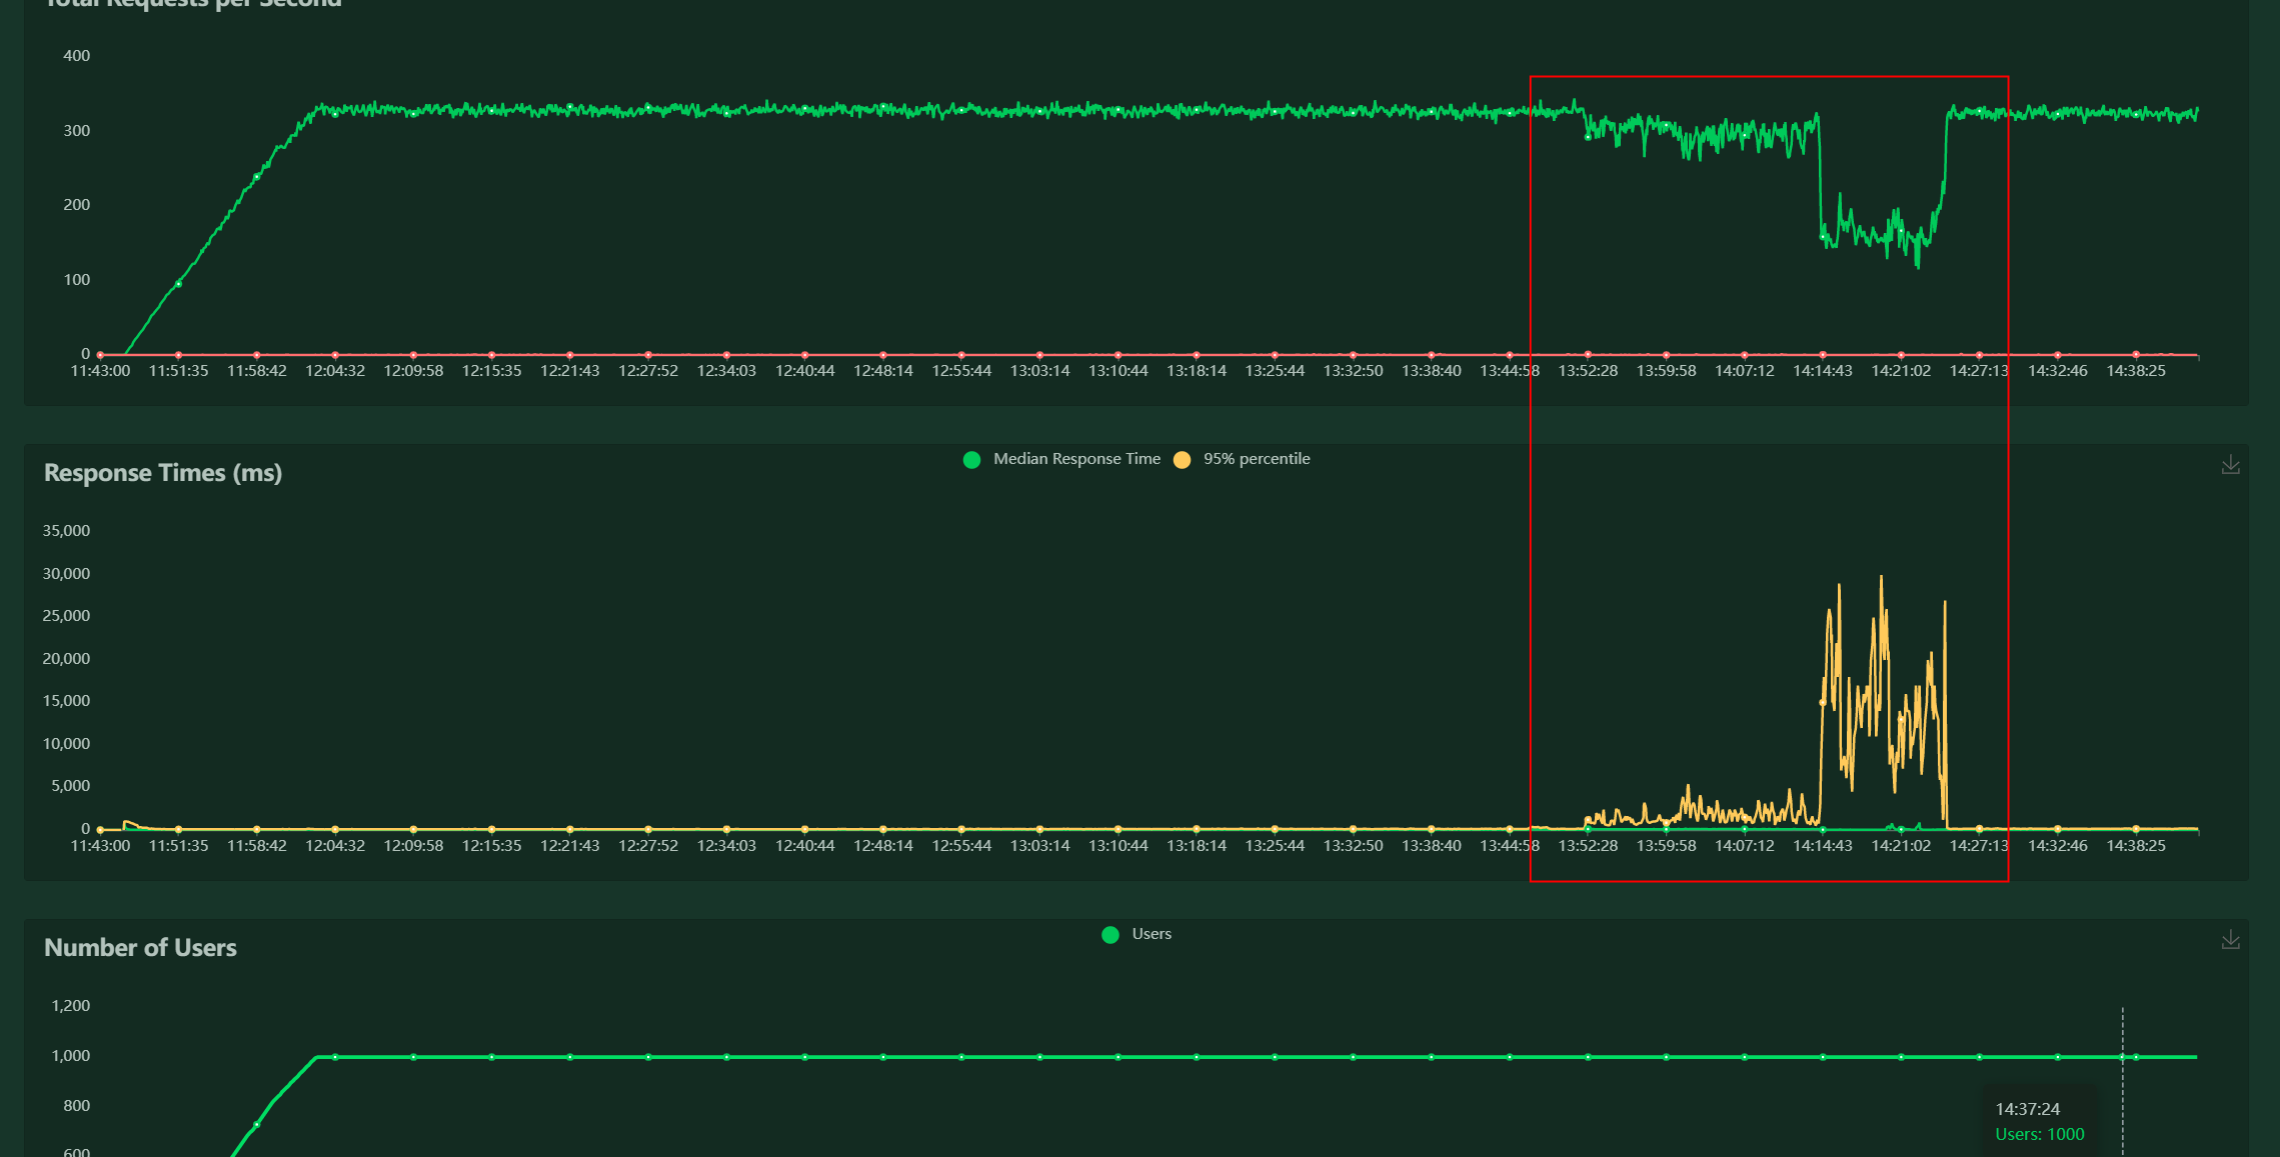 Total Requests per Second
400
300
200
100
0
11:43:00 11:51:35 11:58:42 12:04:32 12:09:58 12:15:35 12:21:43 12:27:52 12:34:03 12:40:44 12:48:14 12:55:44 13:03:14 13:10:44 13:18:14 13:25:44 13:32:50 13:38:40 13:44:58 13:52:28 13:59:58 14:07:12 14:14:43 14:21:02 14:27:13 14:32:46 14:38:25
Median Response Time 95% percentile
Response Times (ms)
35,000
30,000
25,000
20,000
15,000
10,000
5,000
0
11:43:00 11:51:35 11:58:42 12:04:32 12:09:58 12:15:35 12:21:43 12:27:52 12:34:03 12:40:44 12:48:14 12:55:44 13:03:14 13:10:44 13:18:14 13:25:44 13:32:50 13:38:40 13:44:58 13:52:28 13:59:58 14:07:12 14:14:43 14:21:02 14:27:13 14:32:46 14:38:25
Users
Number of Users
1,200
1,000
800
600
14:37:24
Users: 1000